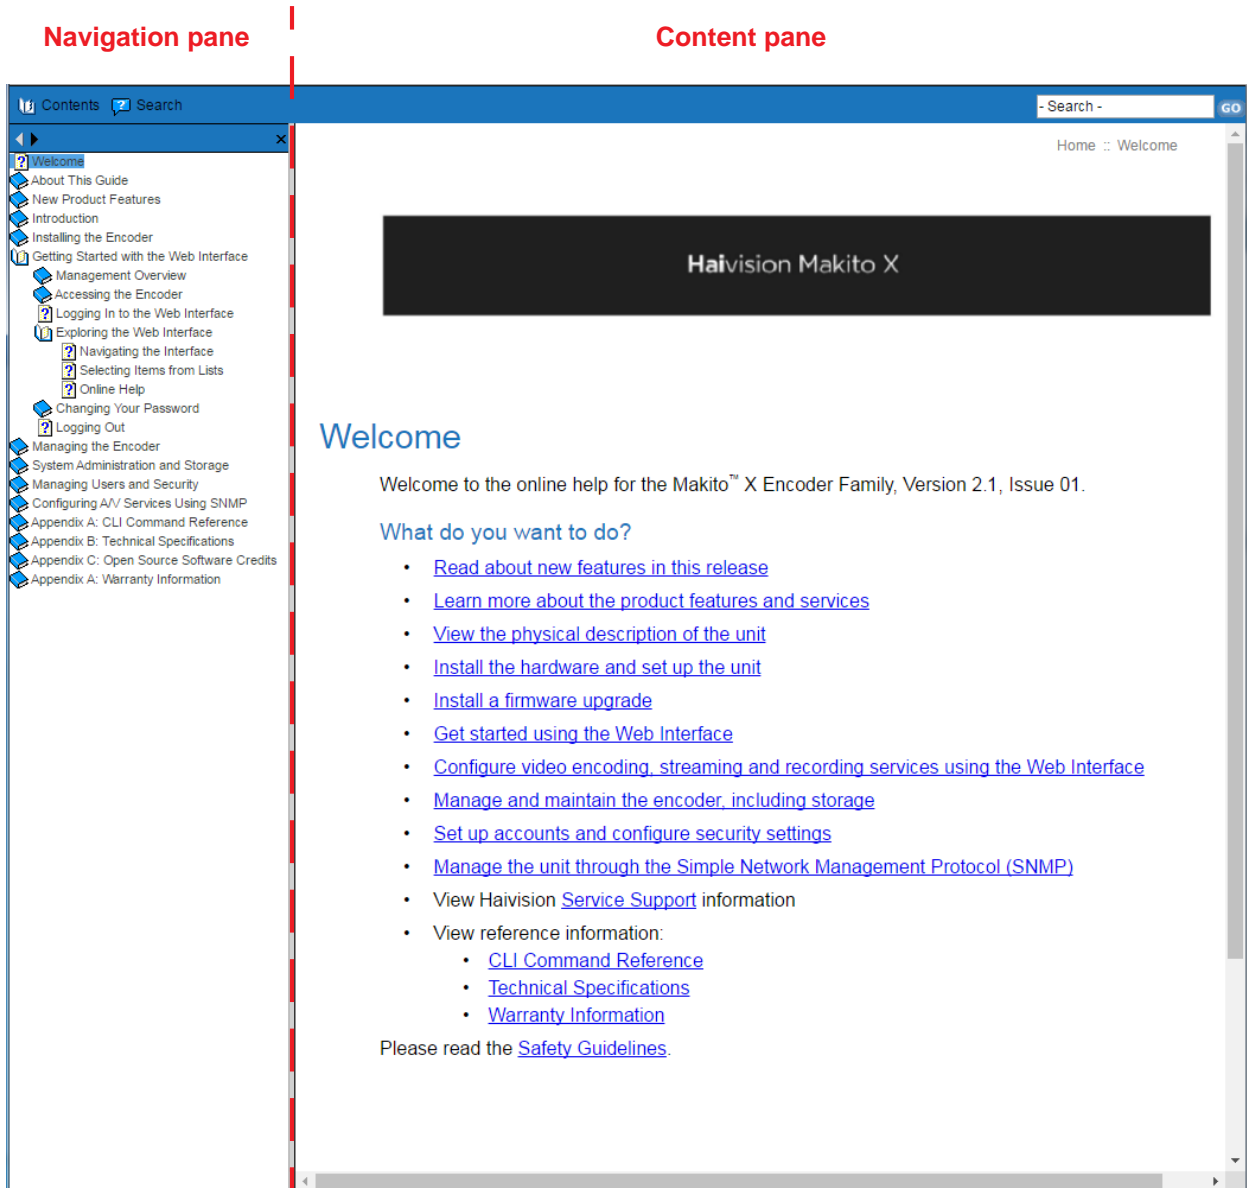 Navigation pane
Content pane
Contents
Search
- Search -
GO
Home :: Welcome
Welcome
About This Guide
New Product Features
Introduction
Installing the Encoder
Getting Started with the Web Interface
Management Overview
Accessing the Encoder
Logging In to the Web Interface
Exploring the Web Interface
Navigating the Interface
Selecting Items from Lists
Online Help
Changing Your Password
Logging Out
Managing the Encoder
System Administration and Storage
Managing Users and Security
Configuring A/V Services Using SNMP
Appendix A: CLI Command Reference
Appendix B: Technical Specifications
Appendix C: Open Source Software Credits
Appendix A: Warranty Information
Haivision Makito X
Welcome
Welcome to the online help for the Makito™ X Encoder Family, Version 2.1, Issue 01.
What do you want to do?
• Read about new features in this release
• Learn more about the product features and services
• View the physical description of the unit
• Install the hardware and set up the unit
• Install a firmware upgrade
• Get started using the Web Interface
• Configure video encoding, streaming and recording services using the Web Interface
• Manage and maintain the encoder, including storage
• Set up accounts and configure security settings
• Manage the unit through the Simple Network Management Protocol (SNMP)
• View Haivision Service Support information
• View reference information:
• CLI Command Reference
• Technical Specifications
• Warranty Information
Please read the Safety Guidelines.